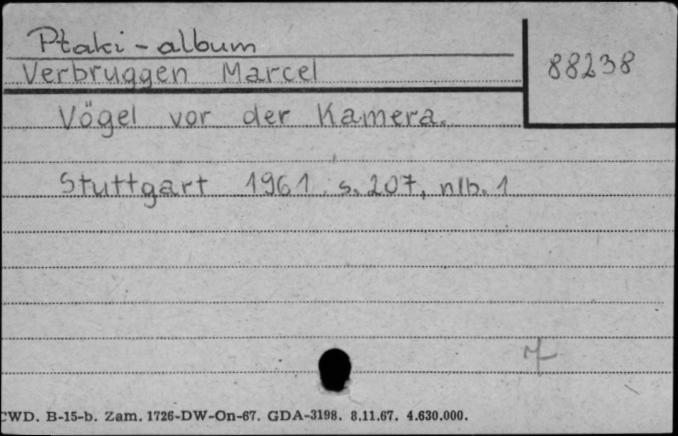 Ptaki - album
Verbruggen Marcel
88238
Vögel vor der Kamera.
Stuttgart 1961. s. 207, nlb. 1
CWD. B-15-b. Zam. 1726-DW-On-67. GDA-3198. 8.11.67. 4.630.000.